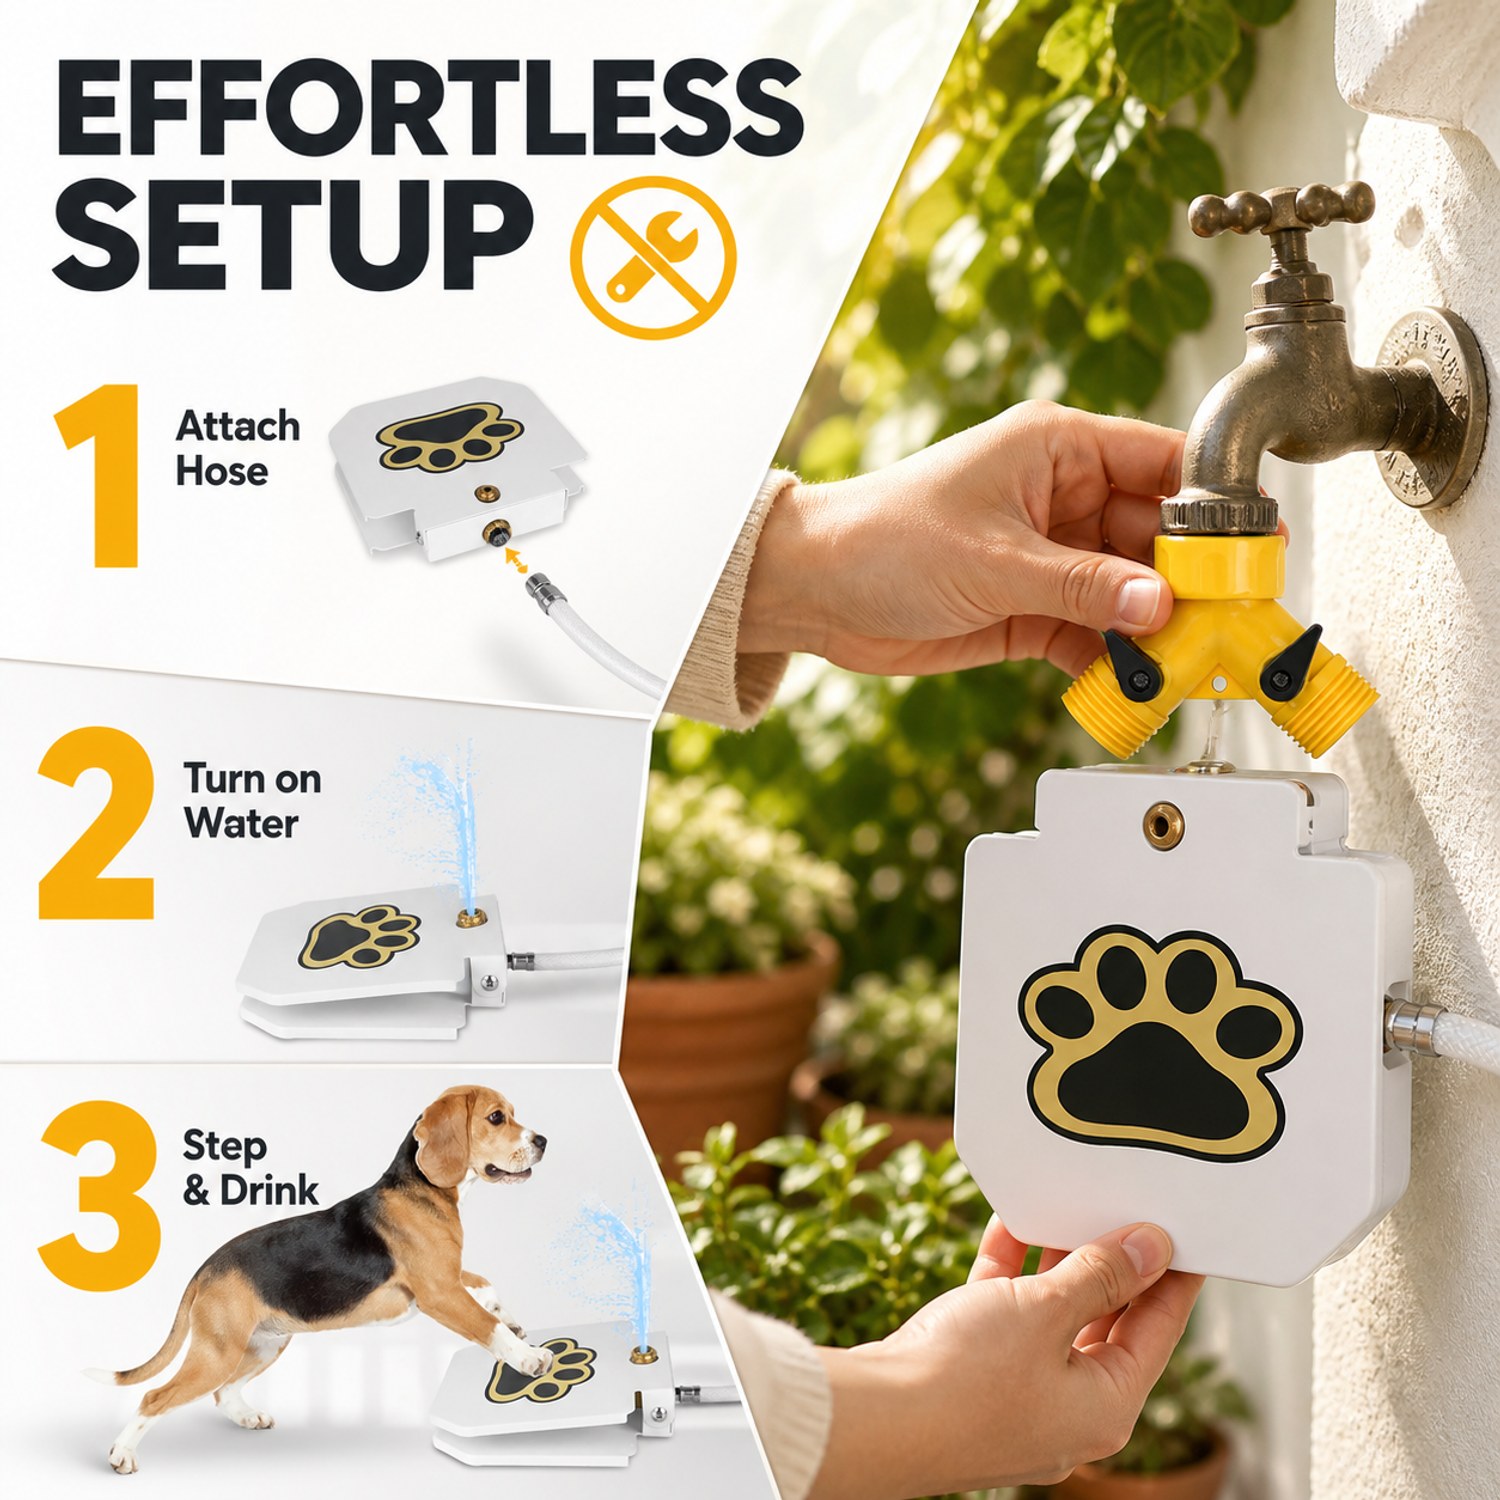 EFFORTLESS
SETUP
1
Attach
Hose
2
Turn on
Water
3
Step
& Drink